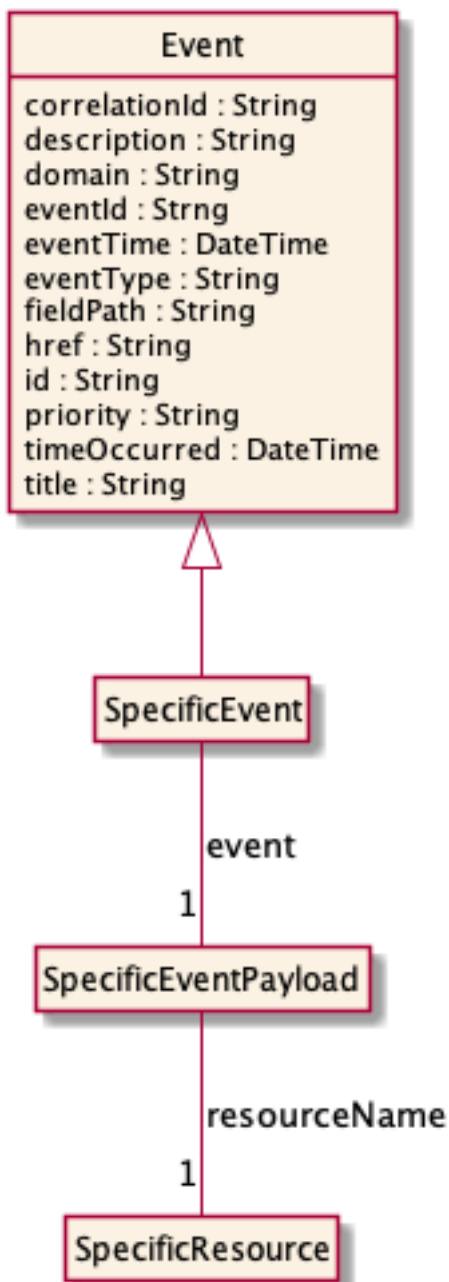 Event
correlationId : String
description : String
domain : String
eventId : Strng
eventTime : DateTime
eventType : String
fieldPath : String
href : String
id : String
priority : String
timeOccurred : DateTime
title : String
SpecificEvent
event
1
SpecificEventPayload
resourceName
1
SpecificResource